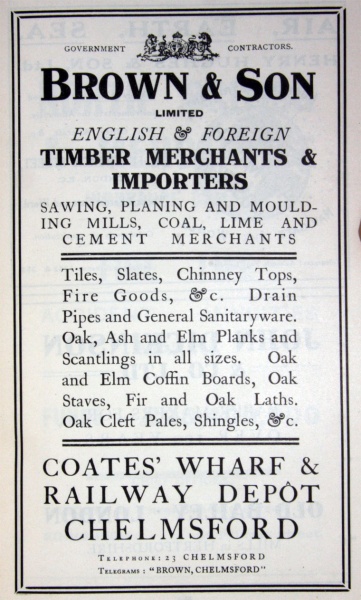 GOVERNMENT CONTRACTORS.
BROWN & SON
LIMITED
ENGLISH & FOREIGN
TIMBER MERCHANTS &
IMPORTERS
SAWING, PLANING AND MOULD-
ING MILLS, COAL, LIME AND
CEMENT MERCHANTS
Tiles, Slates, Chimney Tops,
Fire Goods, &c. Drain
Pipes and General Sanitaryware.
Oak, Ash and Elm Planks and
Scantlings in all sizes. Oak
and Elm Coffin Boards, Oak
Staves, Fir and Oak Laths.
Oak Cleft Pales, Shingles, &c.
COATES' WHARF &
RAILWAY DEPÔT
CHELMSFORD
TELEPHONE: 23 CHELMSFORD
TELEGRAMS: "BROWN, CHELMSFORD"